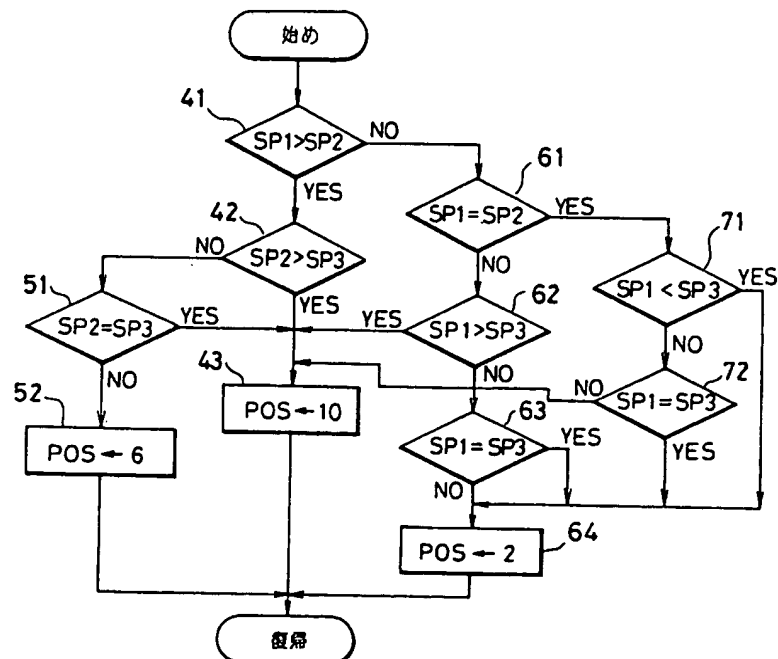 始め
41
SP1>SP2
NO
YES
61
SP1=SP2
YES
NO
42
SP2>SP3
NO
YES
71
SP1<SP3
YES
NO
51
SP2=SP3
YES
NO
62
SP1>SP3
YES
NO
43
POS←10
72
SP1=SP3
NO
YES
52
POS←6
63
SP1=SP3
YES
NO
64
POS←2
復帰